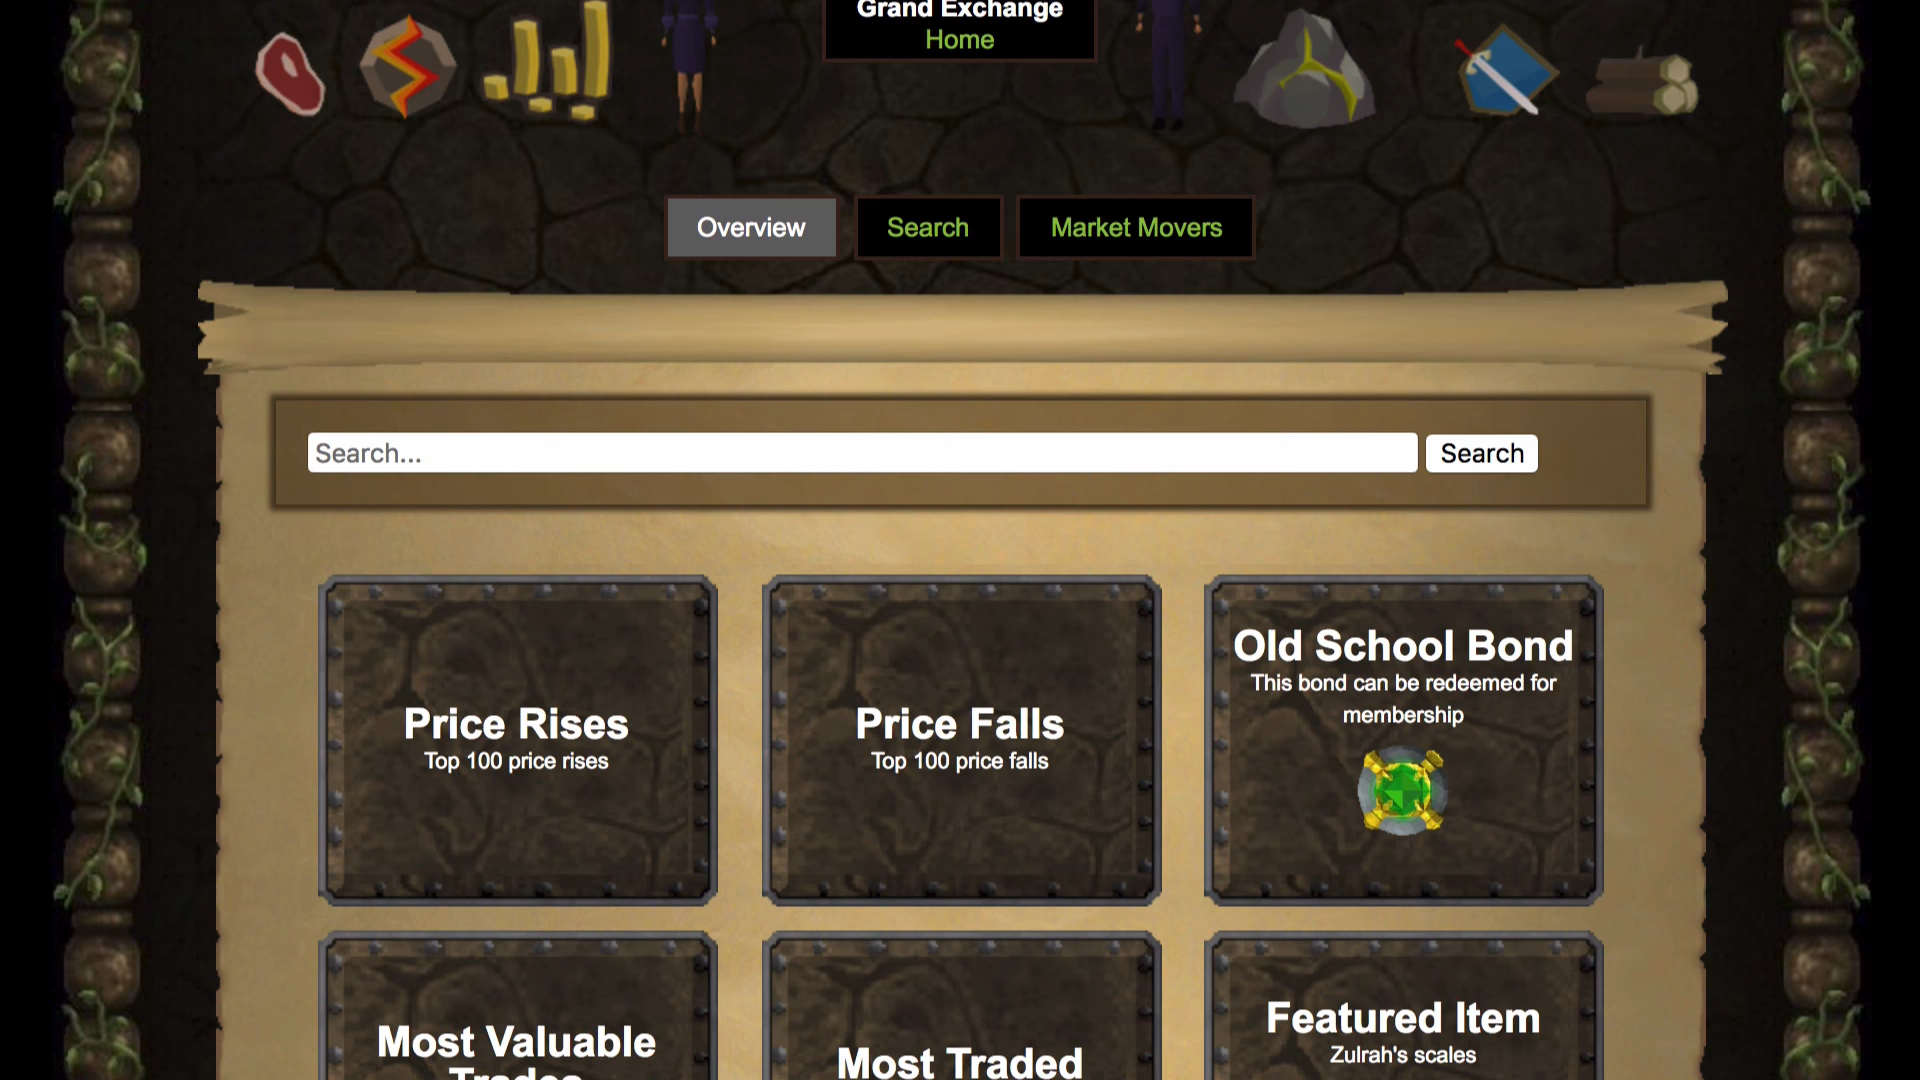 Grand Exchange
Home
Overview
Search
Market Movers
Search...
Search
Price Rises
Top 100 price rises
Price Falls
Top 100 price falls
Old School Bond
This bond can be redeemed for
membership
Most Valuable
Trades
Most Traded
Featured Item
Zulrah's scales